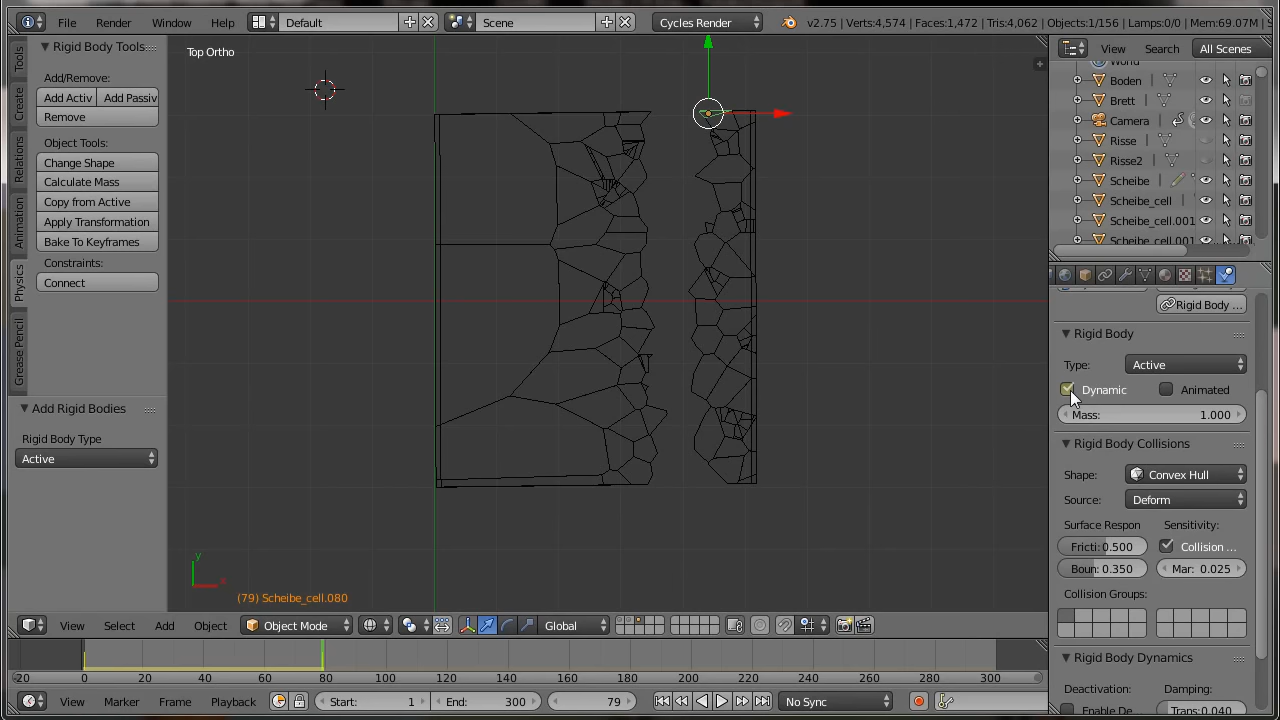 File Render Window Help Default Scene Cycles Render v2.75 | Verts:4,574 | Faces:1,472 | Tris:4,062 | Objects:1/156 | Lamps:0/0 | Mem:69.07M
Tools
Create
Relations
Animation
Physics
Grease Pencil
Rigid Body Tools
Add/Remove:
Add Activ Add Passiv
Remove
Object Tools:
Change Shape
Calculate Mass
Copy from Active
Apply Transformation
Bake To Keyframes
Constraints:
Connect
Add Rigid Bodies
Rigid Body Type
Active
Top Ortho
y
x
(79) Scheibe_cell.080
View Select Add Object Object Mode Global
-20 0 20 40 60 80 100 120 140 160 180 200 220 240 260 280 300
View Marker Frame Playback Start: 1 End: 300 79 No Sync
View Search All Scenes
World
Boden
Brett
Camera
Risse
Risse2
Scheibe
Scheibe_cell
Scheibe_cell.001
Scheibe_cell.001
Rigid Body ...
Rigid Body
Type: Active
Dynamic Animated
Mass: 1.000
Rigid Body Collisions
Shape: Convex Hull
Source: Deform
Surface Respon Sensitivity:
Fricti: 0.500 Collision ...
Boun: 0.350 Mar: 0.025
Collision Groups:
Rigid Body Dynamics
Deactivation: Damping:
Enable De Trans: 0.040